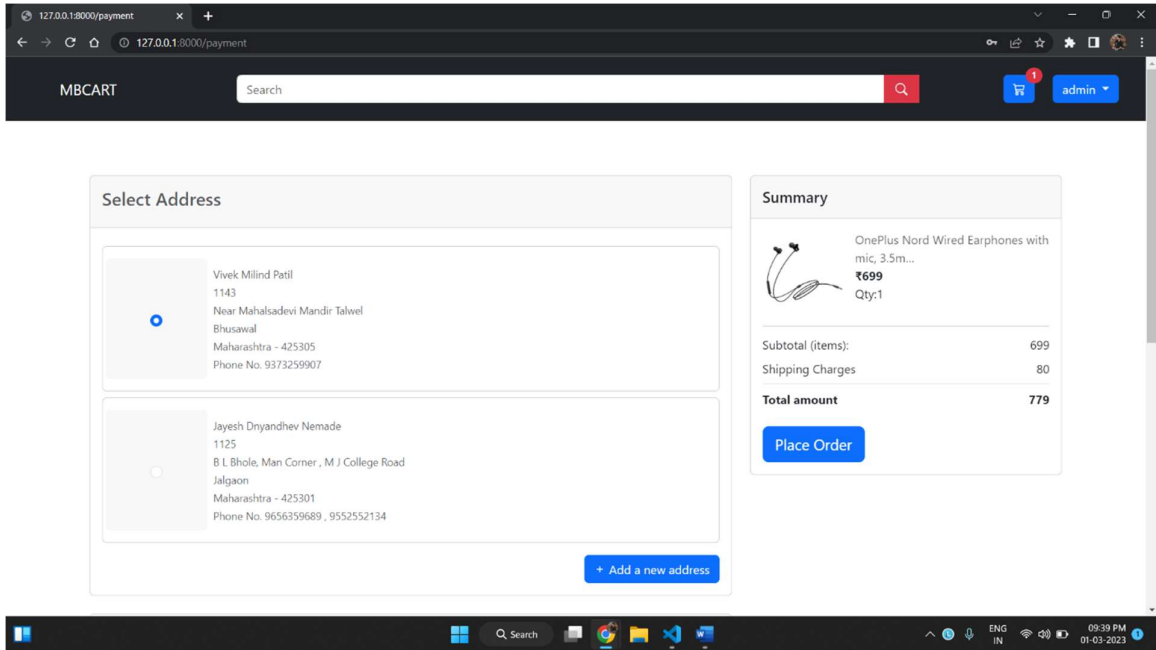 127.0.0.1:8000/payment
127.0.0.1:8000/payment
MBCART
Search
1
admin
Select Address
Vivek Milind Patil
1143
Near Mahalsadevi Mandir Talwel
Bhusawal
Maharashtra - 425305
Phone No. 9373259907
Jayesh Dnyandhev Nemade
1125
B L Bhole, Man Corner , M J College Road
Jalgaon
Maharashtra - 425301
Phone No. 9656359689 , 9552552134
+ Add a new address
Summary
OnePlus Nord Wired Earphones with
mic, 3.5m...
₹699
Qty:1
Subtotal (items): 699
Shipping Charges 80
Total amount 779
Place Order
Search
ENG
IN
09:39 PM
01-03-2023
1